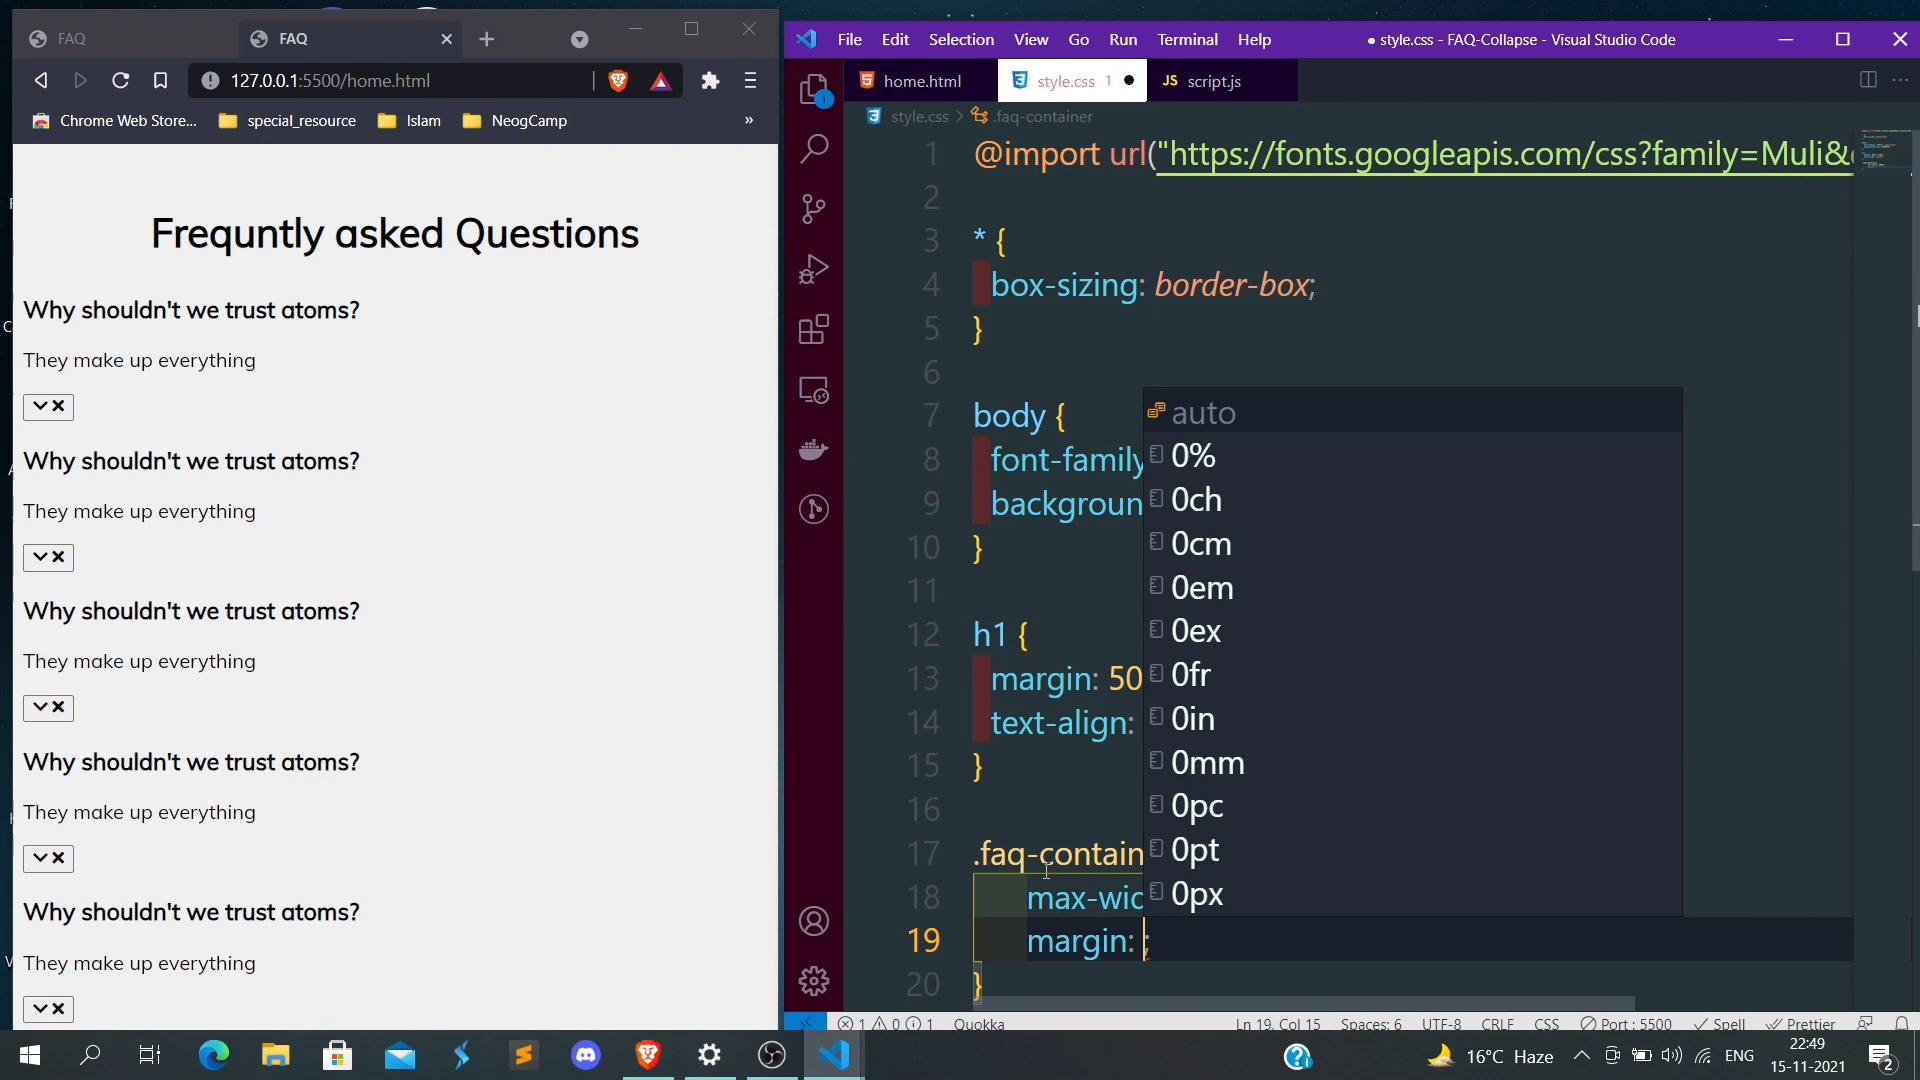 FAQ
FAQ
127.0.0.1:5500/home.html
Chrome Web Store...
special_resource
Islam
NeogCamp
»
Frequntly asked Questions
Why shouldn't we trust atoms?
They make up everything
Why shouldn't we trust atoms?
They make up everything
Why shouldn't we trust atoms?
They make up everything
Why shouldn't we trust atoms?
They make up everything
Why shouldn't we trust atoms?
They make up everything
File Edit Selection View Go Run Terminal Help
● style.css - FAQ-Collapse - Visual Studio Code
home.html
style.css 1 ●
JS script.js
style.css > .faq-container
1 @import url("https://fonts.googleapis.com/css?family=Muli&
2
3 * {
4 box-sizing: border-box;
5 }
6
7 body {
8 font-family
9 backgroun
10 }
11
12 h1 {
13 margin: 50
14 text-align:
15 }
16
17 .faq-contain
18 max-wid
19 margin: ;
20 }
auto
0%
0ch
0cm
0em
0ex
0fr
0in
0mm
0pc
0pt
0px
1
1 0 1 Quokka
Ln 19, Col 15 Spaces: 6 UTF-8 CRLF CSS Port : 5500 Spell Prettier
16°C Haze
ENG
22:49
15-11-2021
2